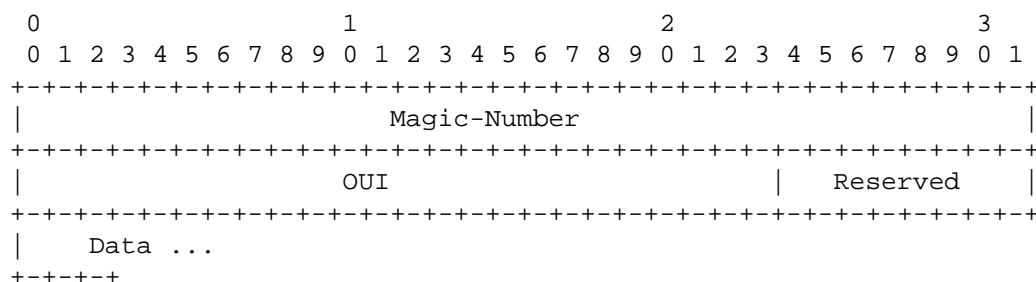 0                   1                   2                   3
 0 1 2 3 4 5 6 7 8 9 0 1 2 3 4 5 6 7 8 9 0 1 2 3 4 5 6 7 8 9 0 1
+-+-+-+-+-+-+-+-+-+-+-+-+-+-+-+-+-+-+-+-+-+-+-+-+-+-+-+-+-+-+-+-+
|                       Magic-Number                            |
+-+-+-+-+-+-+-+-+-+-+-+-+-+-+-+-+-+-+-+-+-+-+-+-+-+-+-+-+-+-+-+-+
|                    OUI                        |   Reserved    |
+-+-+-+-+-+-+-+-+-+-+-+-+-+-+-+-+-+-+-+-+-+-+-+-+-+-+-+-+-+-+-+-+
|    Data ...
+-+-+-+